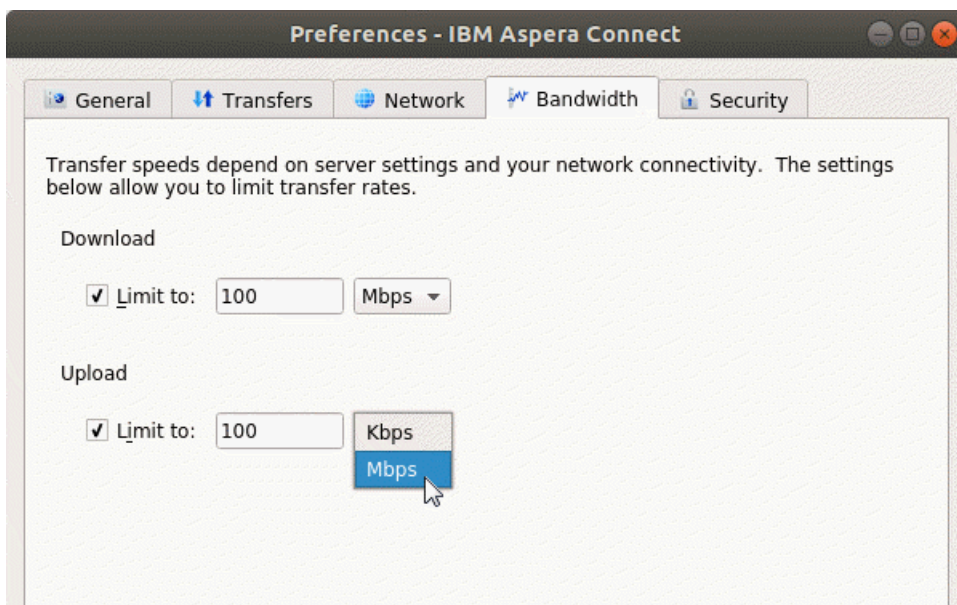 Preferences - IBM Aspera Connect
General Transfers Network Bandwidth Security
Transfer speeds depend on server settings and your network connectivity.  The settings
below allow you to limit transfer rates.
Download
Limit to: 100 Mbps
Upload
Limit to: 100 Kbps
Mbps